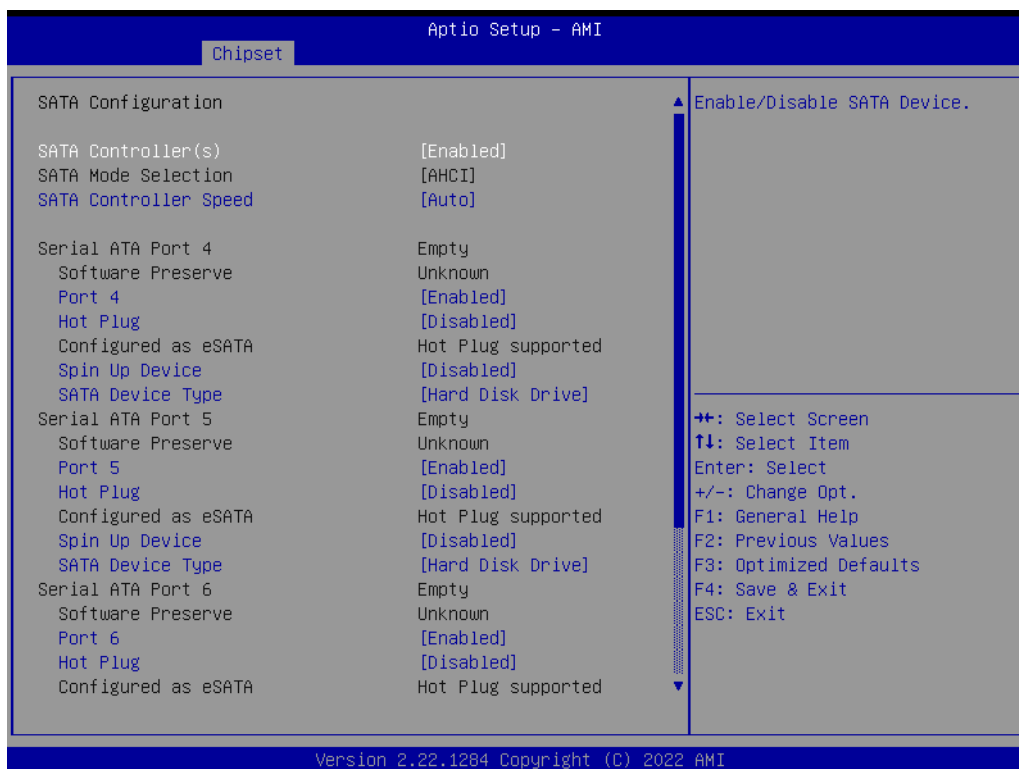 Aptio Setup – AMI
Chipset
SATA Configuration
SATA Controller(s) [Enabled]
SATA Mode Selection [AHCI]
SATA Controller Speed [Auto]
Serial ATA Port 4 Empty
Software Preserve Unknown
Port 4 [Enabled]
Hot Plug [Disabled]
Configured as eSATA Hot Plug supported
Spin Up Device [Disabled]
SATA Device Type [Hard Disk Drive]
Serial ATA Port 5 Empty
Software Preserve Unknown
Port 5 [Enabled]
Hot Plug [Disabled]
Configured as eSATA Hot Plug supported
Spin Up Device [Disabled]
SATA Device Type [Hard Disk Drive]
Serial ATA Port 6 Empty
Software Preserve Unknown
Port 6 [Enabled]
Hot Plug [Disabled]
Configured as eSATA Hot Plug supported
Enable/Disable SATA Device.
→←: Select Screen
↑↓: Select Item
Enter: Select
+/-: Change Opt.
F1: General Help
F2: Previous Values
F3: Optimized Defaults
F4: Save & Exit
ESC: Exit
Version 2.22.1284 Copyright (C) 2022 AMI